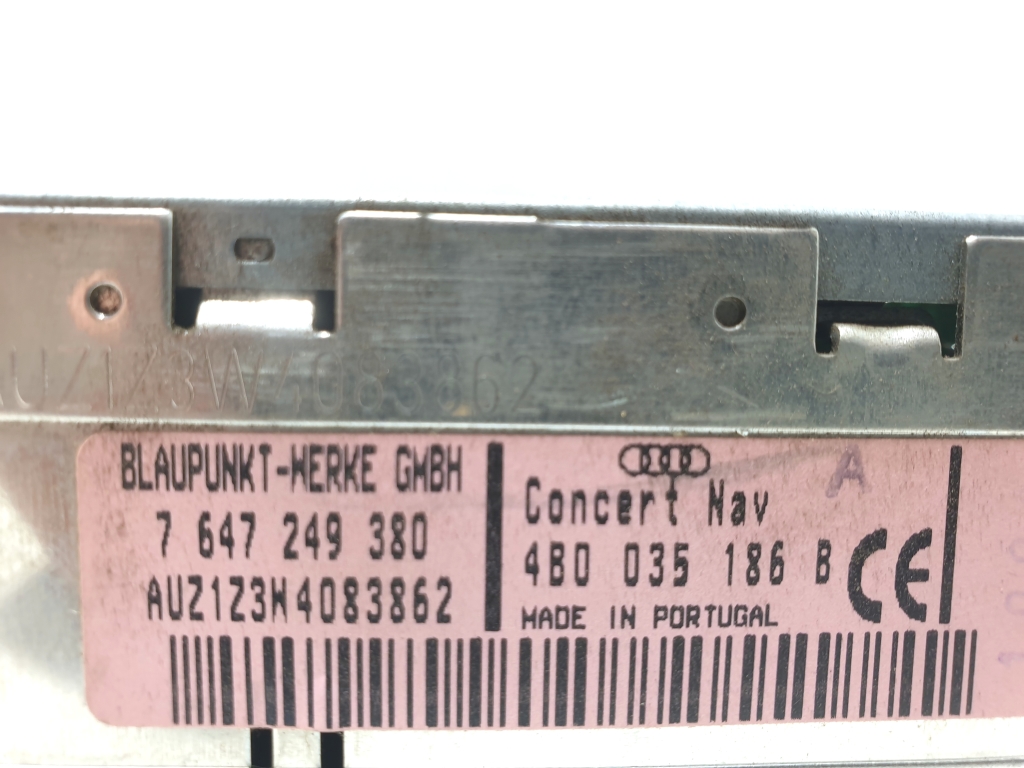 AUZ1Z3W4083862
BLAUPUNKT-WERKE GMBH
7 647 249 380
AUZ1Z3W4083862
Concert Nav
A
4B0 035 186 B
CE
MADE IN PORTUGAL